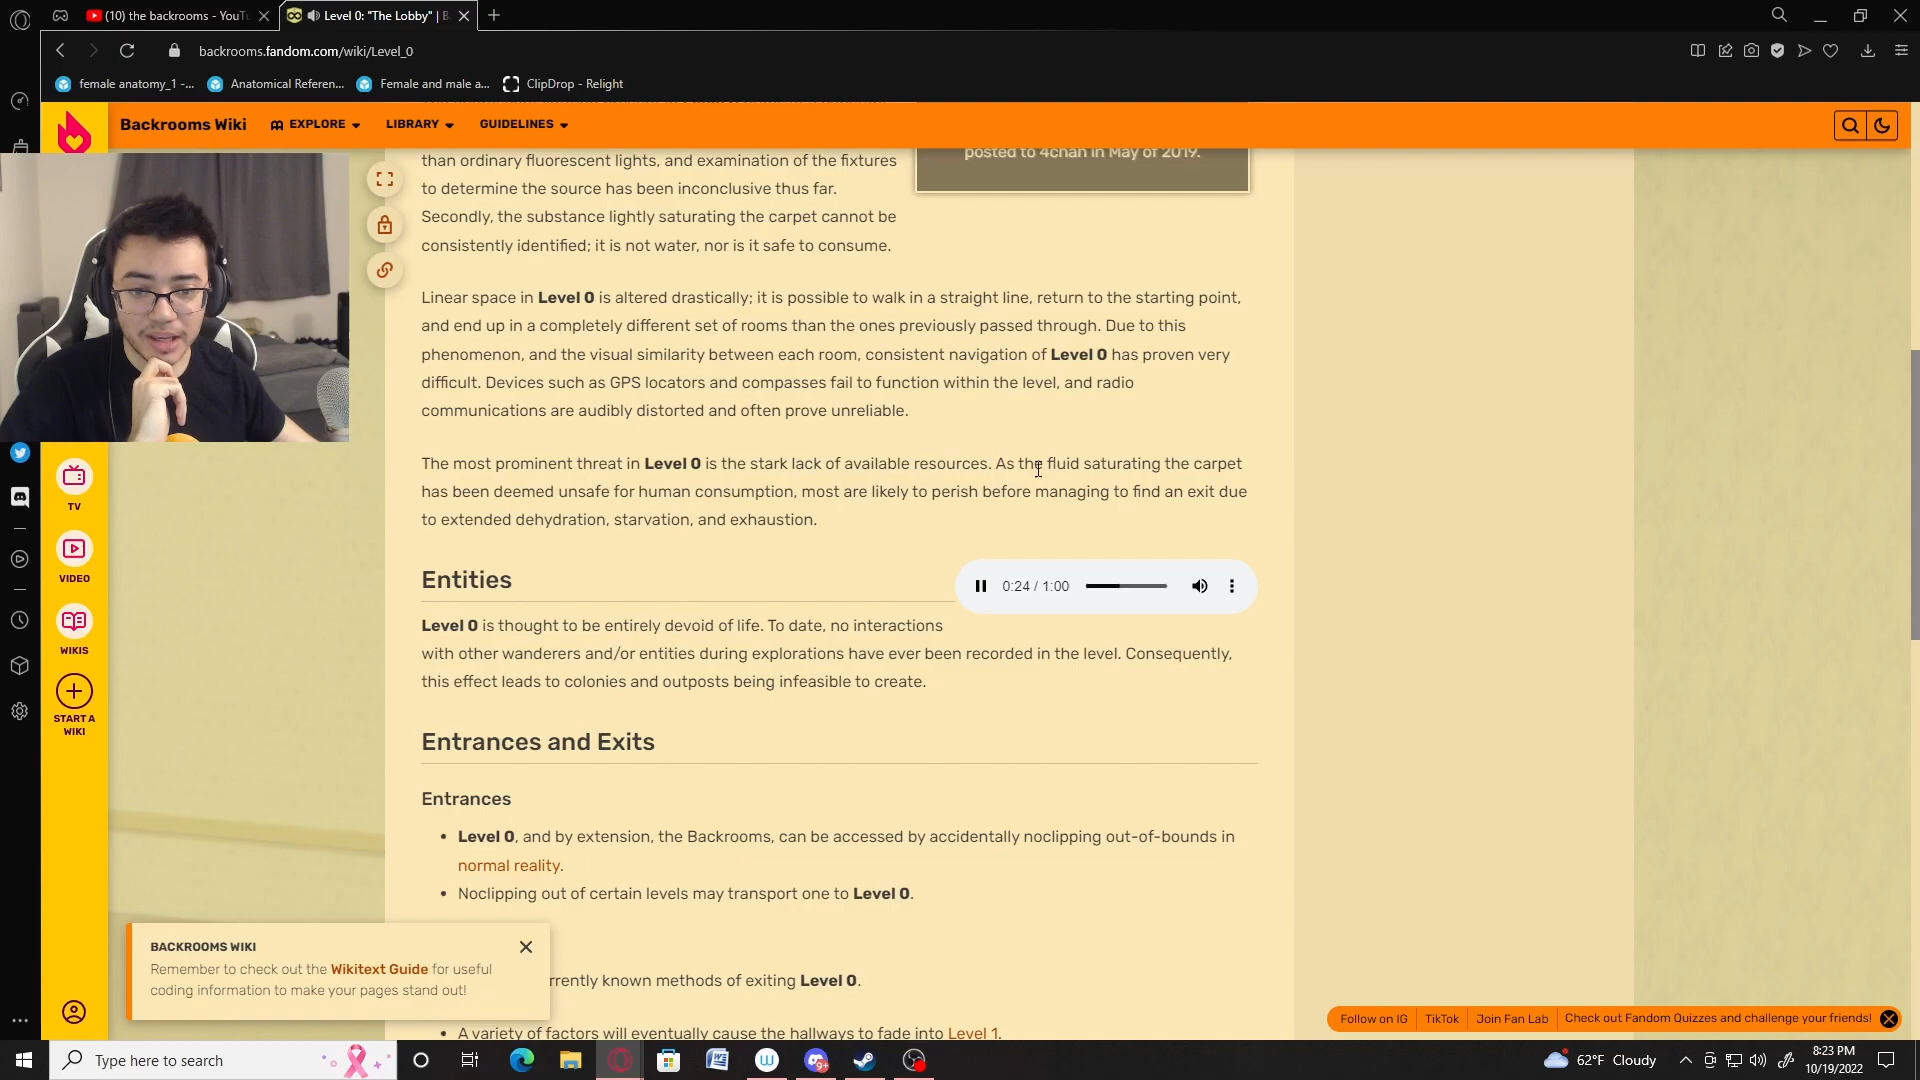 (10) the backrooms - YouTu
Level 0: "The Lobby" | B
backrooms.fandom.com/wiki/Level_0
female anatomy_1 -...
Anatomical Referen...
Female and male a...
ClipDrop - Relight
Backrooms Wiki
EXPLORE
LIBRARY
GUIDELINES
posted to 4chan in May of 2019.
than ordinary fluorescent lights, and examination of the fixtures
to determine the source has been inconclusive thus far.
Secondly, the substance lightly saturating the carpet cannot be
consistently identified; it is not water, nor is it safe to consume.
Linear space in Level 0 is altered drastically; it is possible to walk in a straight line, return to the starting point,
and end up in a completely different set of rooms than the ones previously passed through. Due to this
phenomenon, and the visual similarity between each room, consistent navigation of Level 0 has proven very
difficult. Devices such as GPS locators and compasses fail to function within the level, and radio
communications are audibly distorted and often prove unreliable.
The most prominent threat in Level 0 is the stark lack of available resources. As the fluid saturating the carpet
has been deemed unsafe for human consumption, most are likely to perish before managing to find an exit due
to extended dehydration, starvation, and exhaustion.
Entities
0:24 / 1:00
Level 0 is thought to be entirely devoid of life. To date, no interactions
with other wanderers and/or entities during explorations have ever been recorded in the level. Consequently,
this effect leads to colonies and outposts being infeasible to create.
Entrances and Exits
Entrances
Level 0, and by extension, the Backrooms, can be accessed by accidentally noclipping out-of-bounds in
normal reality.
Noclipping out of certain levels may transport one to Level 0.
rrently known methods of exiting Level 0.
A variety of factors will eventually cause the hallways to fade into Level 1.
TV
VIDEO
WIKIS
START A
WIKI
BACKROOMS WIKI
Remember to check out the Wikitext Guide for useful
coding information to make your pages stand out!
Follow on IG
TikTok
Join Fan Lab
Check out Fandom Quizzes and challenge your friends!
Type here to search
9+
62°F Cloudy
8:23 PM
10/19/2022